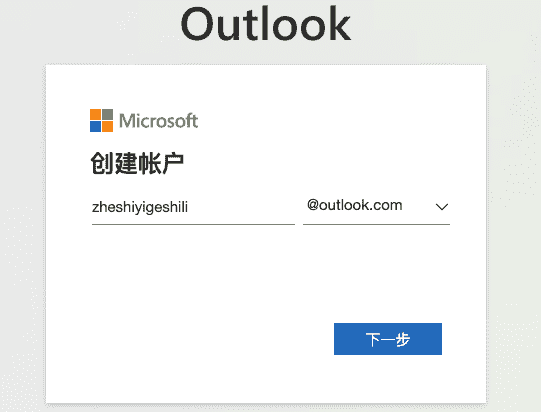 Outlook
Microsoft
创建帐户
zheshiyigeshili @outlook.com
下一步